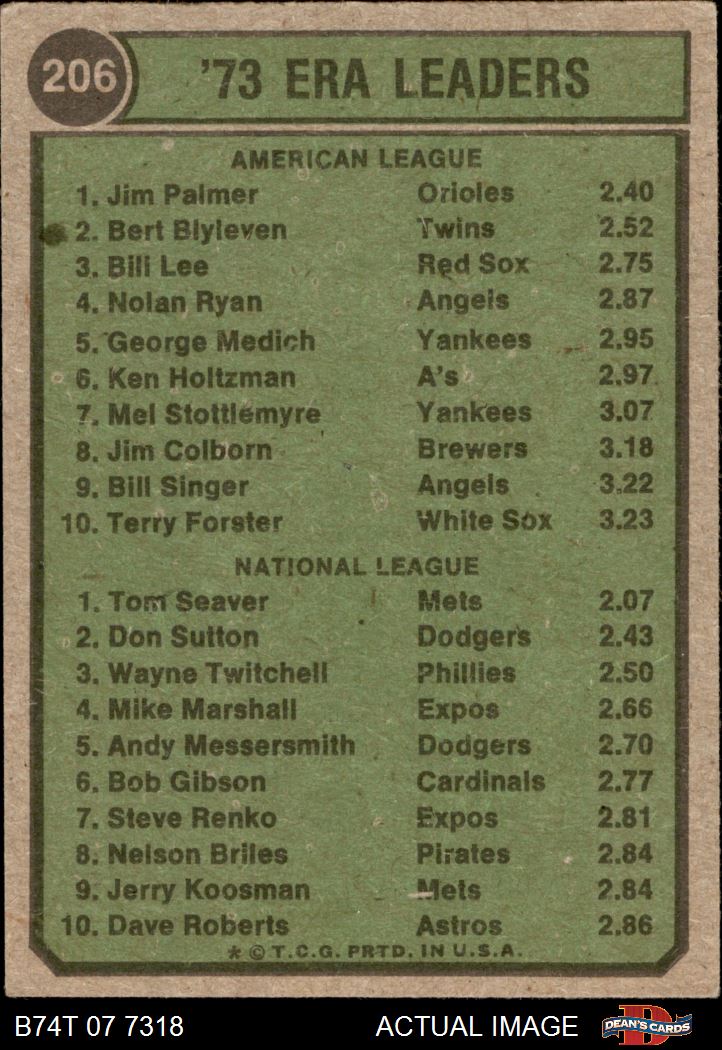 206 '73 ERA LEADERS
AMERICAN LEAGUE
1. Jim Palmer Orioles 2.40
2. Bert Blyleven Twins 2.52
3. Bill Lee Red Sox 2.75
4. Nolan Ryan Angels 2.87
5. George Medich Yankees 2.95
6. Ken Holtzman A's 2.97
7. Mel Stottlemyre Yankees 3.07
8. Jim Colborn Brewers 3.18
9. Bill Singer Angels 3.22
10. Terry Forster White Sox 3.23
NATIONAL LEAGUE
1. Tom Seaver Mets 2.07
2. Don Sutton Dodgers 2.43
3. Wayne Twitchell Phillies 2.50
4. Mike Marshall Expos 2.66
5. Andy Messersmith Dodgers 2.70
6. Bob Gibson Cardinals 2.77
7. Steve Renko Expos 2.81
8. Nelson Briles Pirates 2.84
9. Jerry Koosman Mets 2.84
10. Dave Roberts Astros 2.86
* © T.C.G. PRTD. IN U.S.A.
B74T 07 7318 ACTUAL IMAGE D DEAN'S CARDS